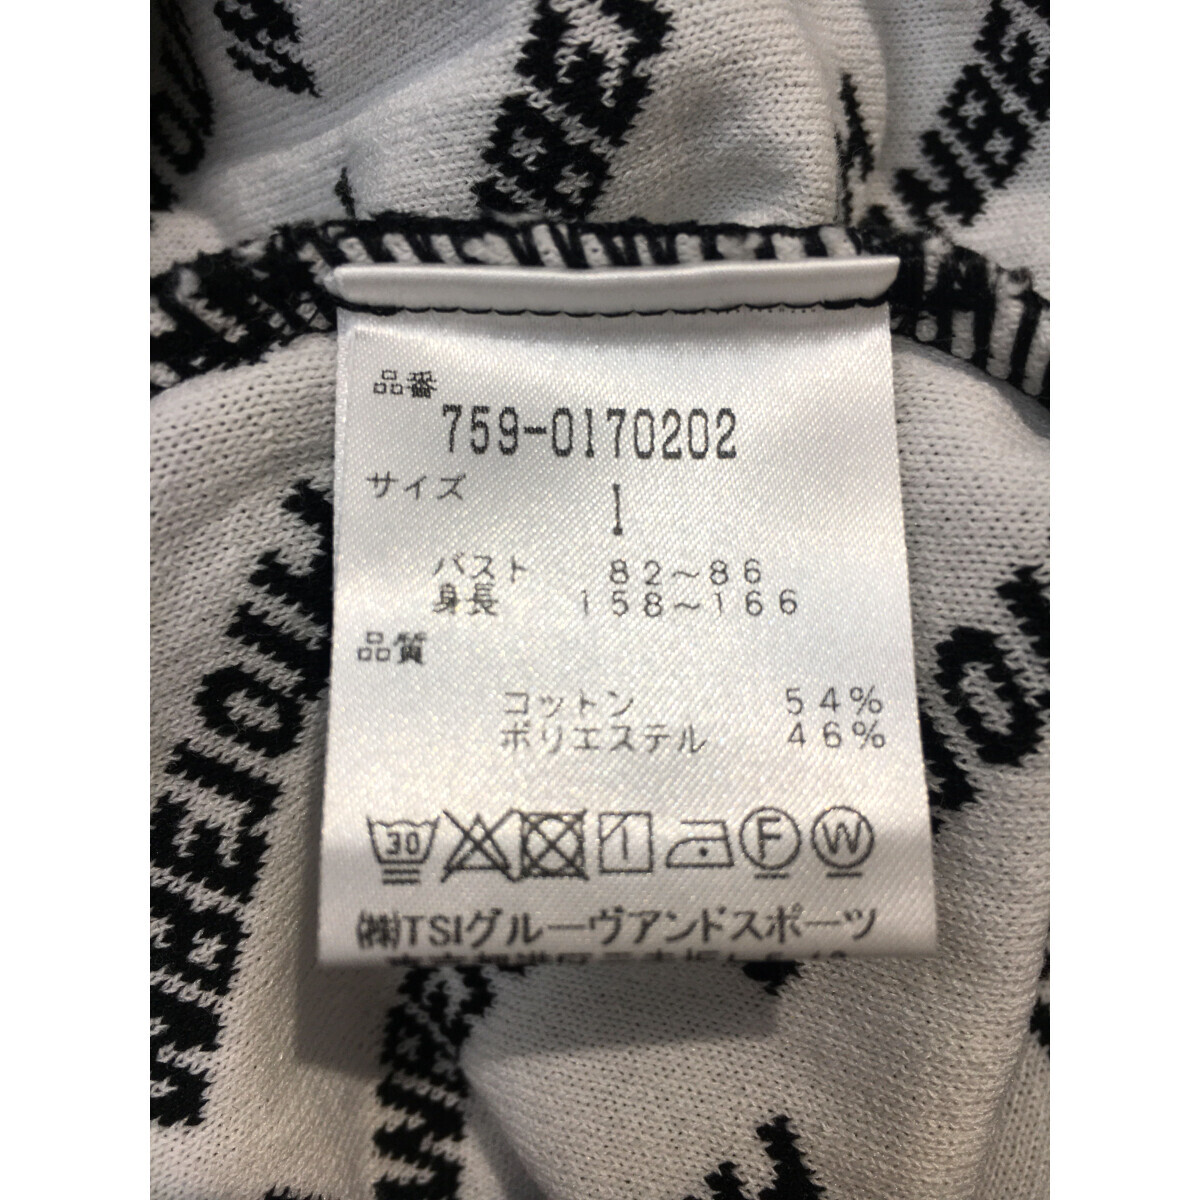 品番
759-0170202
サイズ
1
バスト 82～86
身長 158～166
品質
コットン 54%
ポリエステル 46%
30
1
F
W
㈱TSIグルーヴアンドスポーツ